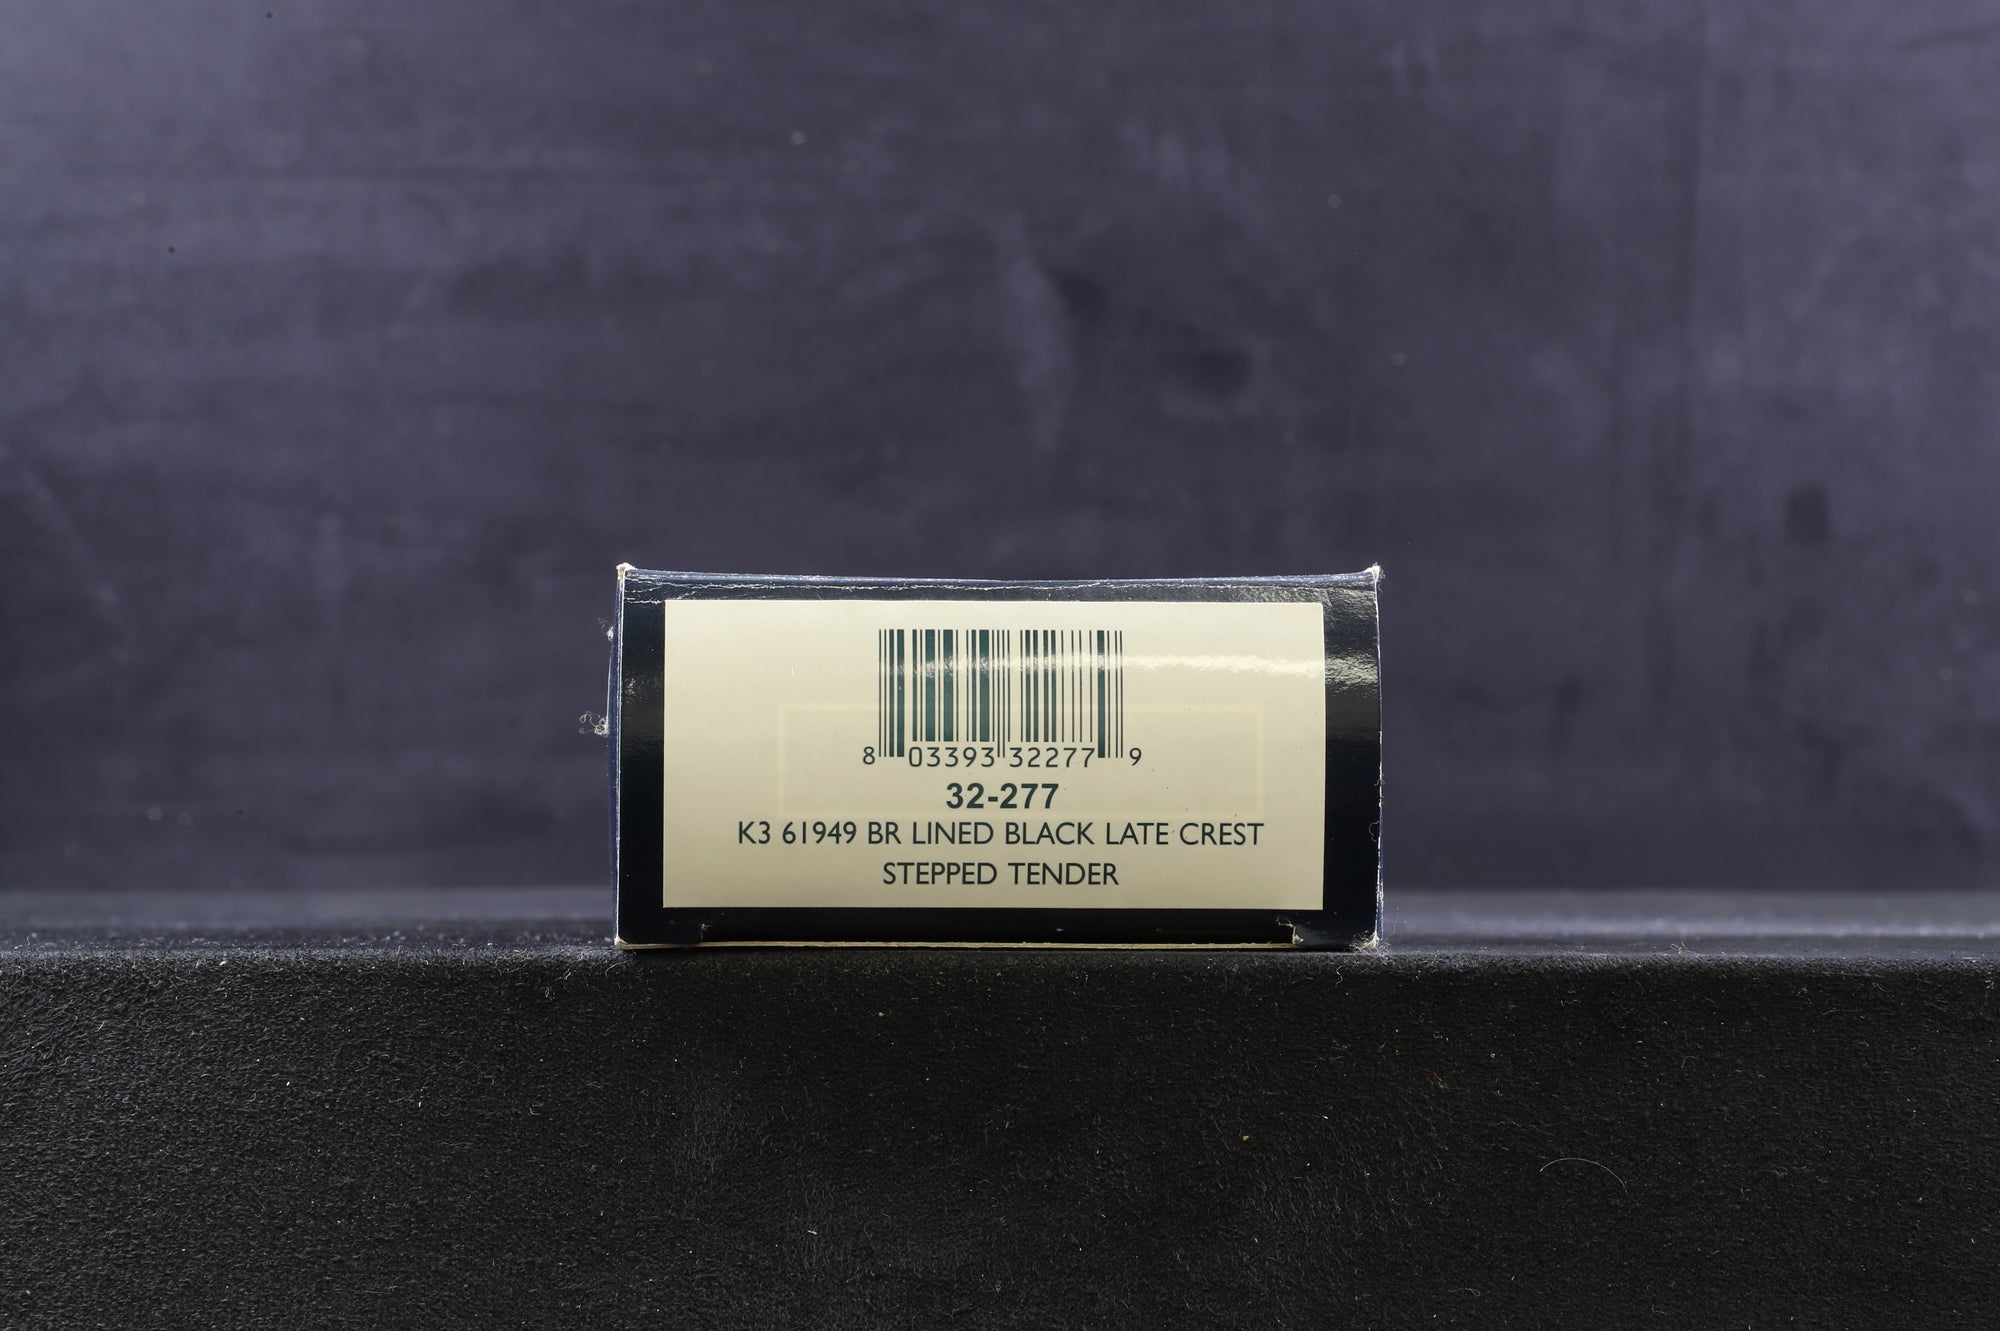 8 03393 32277 9
32-277
K3 61949 BR LINED BLACK LATE CREST
STEPPED TENDER